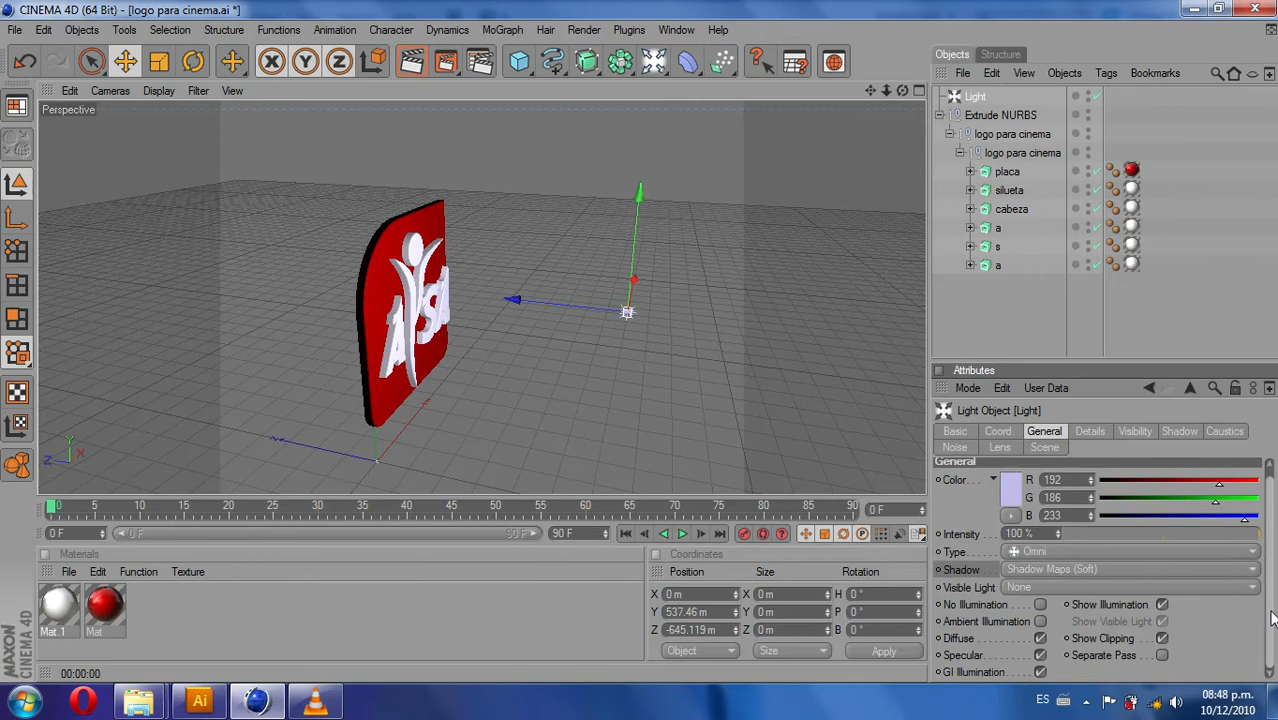 CINEMA 4D (64 Bit) - [logo para cinema.ai *]
File Edit Objects Tools Selection Structure Functions Animation Character Dynamics MoGraph Hair Render Plugins Window Help
Edit Cameras Display Filter View
Perspective
Y
Z X
Objects Structure
File Edit View Objects Tags Bookmarks
Light
Extrude NURBS
logo para cinema
logo para cinema
placa
silueta
cabeza
a
s
a
Attributes
Mode Edit User Data
Light Object [Light]
Basic Coord. General Details Visibility Shadow Caustics
Noise Lens Scene
General
Color. . . . R 192
G 186
B 233
Intensity 100 %
Type . . . Omni
Shadow Shadow Maps (Soft)
Visible Light None
No Illumination Show Illumination
Ambient Illumination Show Visible Light
Diffuse Show Clipping
Specular Separate Pass
GI Illumination
0 5 10 15 20 25 30 35 40 45 50 55 60 65 70 75 80 85 90 0 F
0 F 0 F 90 F 90 F
Materials
File Edit Function Texture
Mat.1 Mat
Coordinates
Position Size Rotation
X 0 m X 0 m H 0 °
Y 537.46 m Y 0 m P 0 °
Z -645.119 m Z 0 m B 0 °
Object Size Apply
MAXON
CINEMA 4D
00:00:00
Ai
ES
08:48 p.m.
10/12/2010